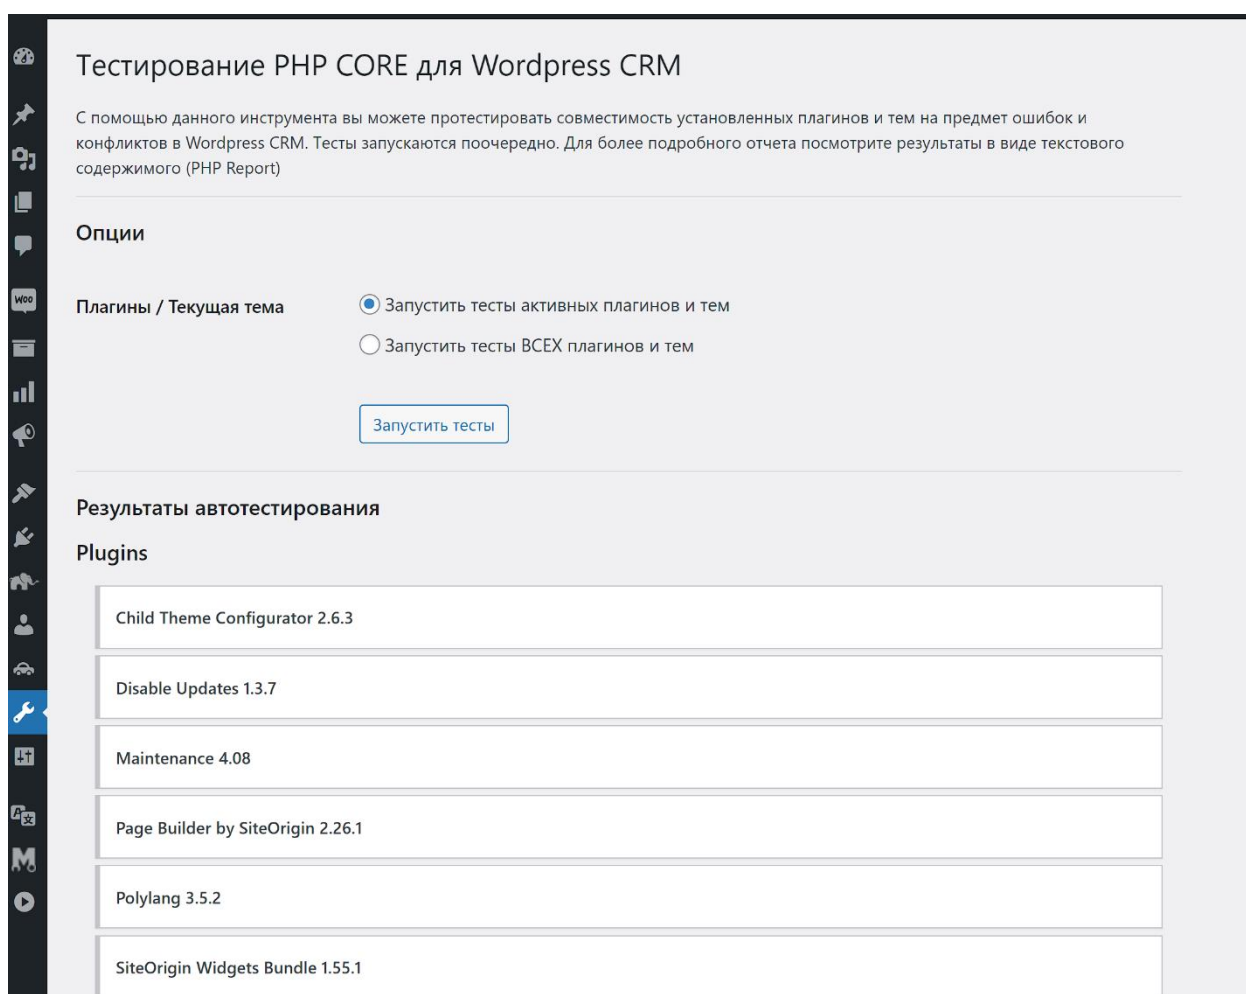 Тестирование PHP CORE для Wordpress CRM
С помощью данного инструмента вы можете протестировать совместимость установленных плагинов и тем на предмет ошибок и
конфликтов в Wordpress CRM. Тесты запускаются поочередно. Для более подробного отчета посмотрите результаты в виде текстового
содержимого (PHP Report)
Опции
Плагины / Текущая тема
Запустить тесты активных плагинов и тем
Запустить тесты ВСЕХ плагинов и тем
Woo
Запустить тесты
Результаты автотестирования
Plugins
Child Theme Configurator 2.6.3
Disable Updates 1.3.7
Maintenance 4.08
Page Builder by SiteOrigin 2.26.1
Polylang 3.5.2
SiteOrigin Widgets Bundle 1.55.1